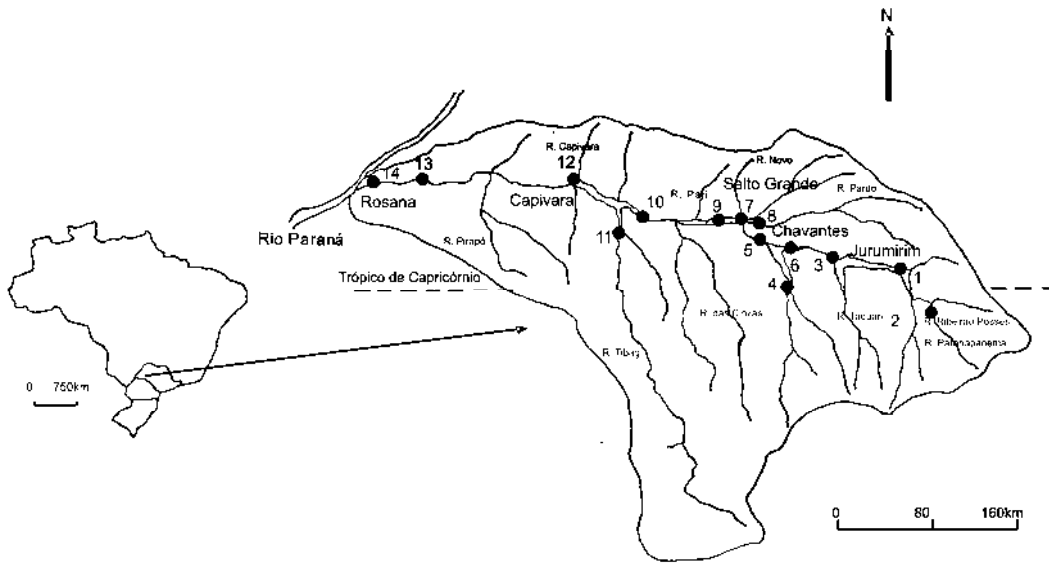 N
R. Capivara
12
13
14
R. Novo
Salto Grande
R. Pardo
R. Pari
Rosana
Capivara
10
9
7
8
Chavantes
Rio Paraná
11
5
Jurumirim
R. Pirapó
6
3
1
Trópico de Capricórnio
4
2
R. das Cinzas
R. Ribeirão Posses
R. Paranapanema
R. Tibag
0 750km
0 80 160km